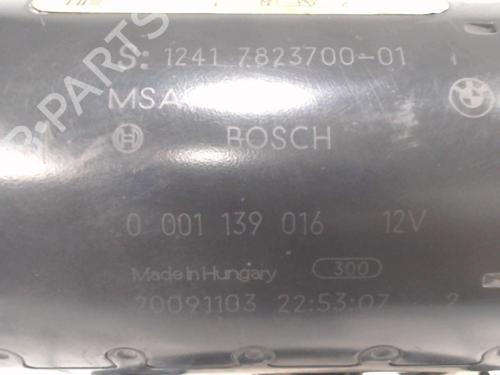 S: 1241 7823700-01
MSA
BOSCH
0 001 139 016 12V
Made in Hungary 300
20091103 22:53:07 2
B-PARTS